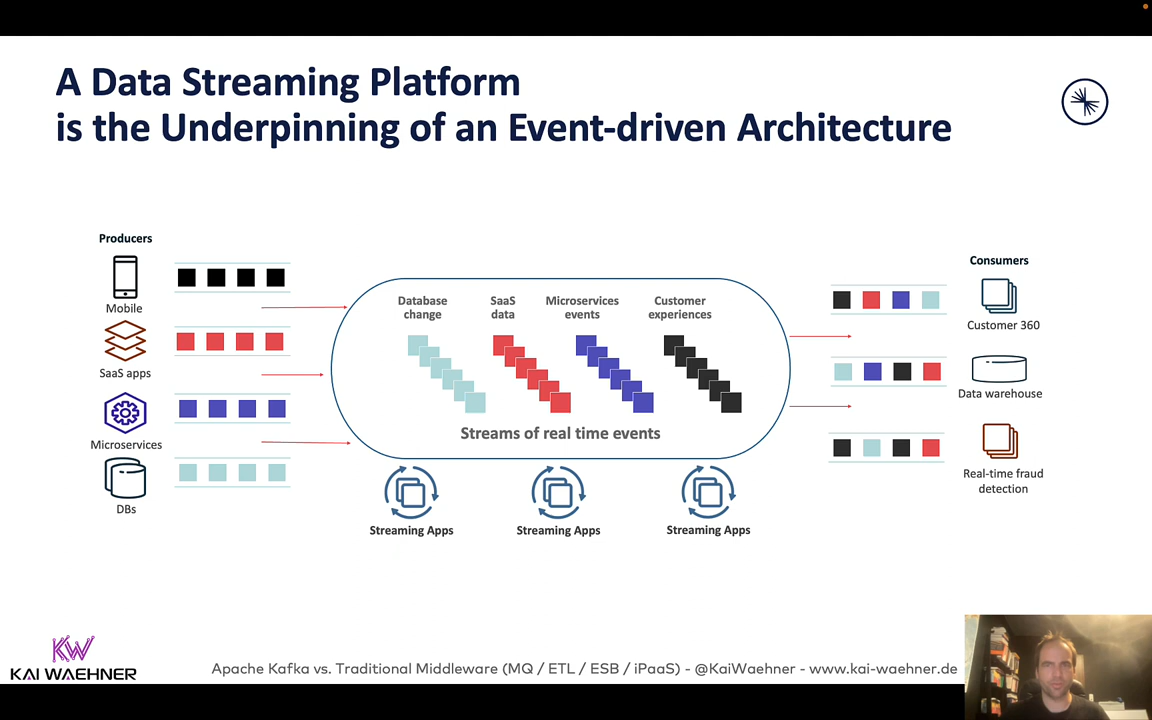 A Data Streaming Platform
is the Underpinning of an Event-driven Architecture
Producers
Mobile
SaaS apps
Microservices
DBs
Database
change
SaaS
data
Microservices
events
Customer
experiences
Streams of real time events
Streaming Apps
Streaming Apps
Streaming Apps
Consumers
Customer 360
Data warehouse
Real-time fraud
detection
KW
KAI WAEHNER
Apache Kafka vs. Traditional Middleware (MQ / ETL / ESB / iPaaS) - @KaiWaehner - www.kai-waehner.de